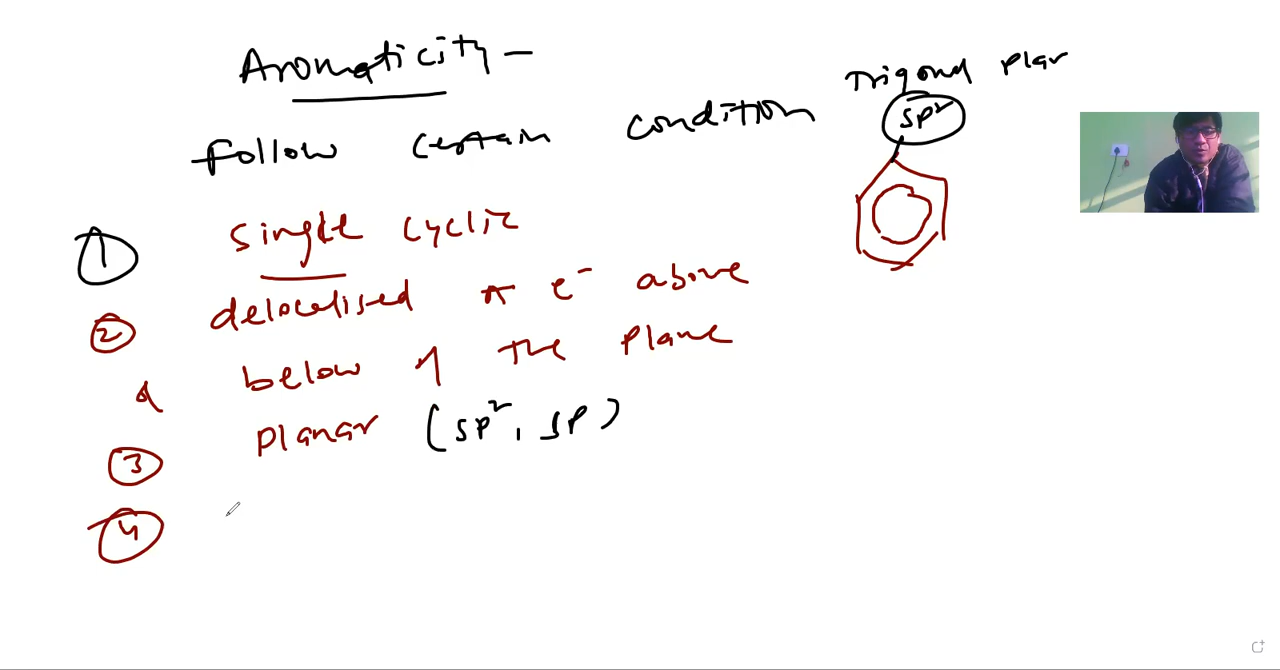 Aromaticity -
Follow certain condition
Trigonal plar
sp²
① single cyclic
② delocalised π e⁻ above
& below of the plane
③ planar (sp², sp)
④